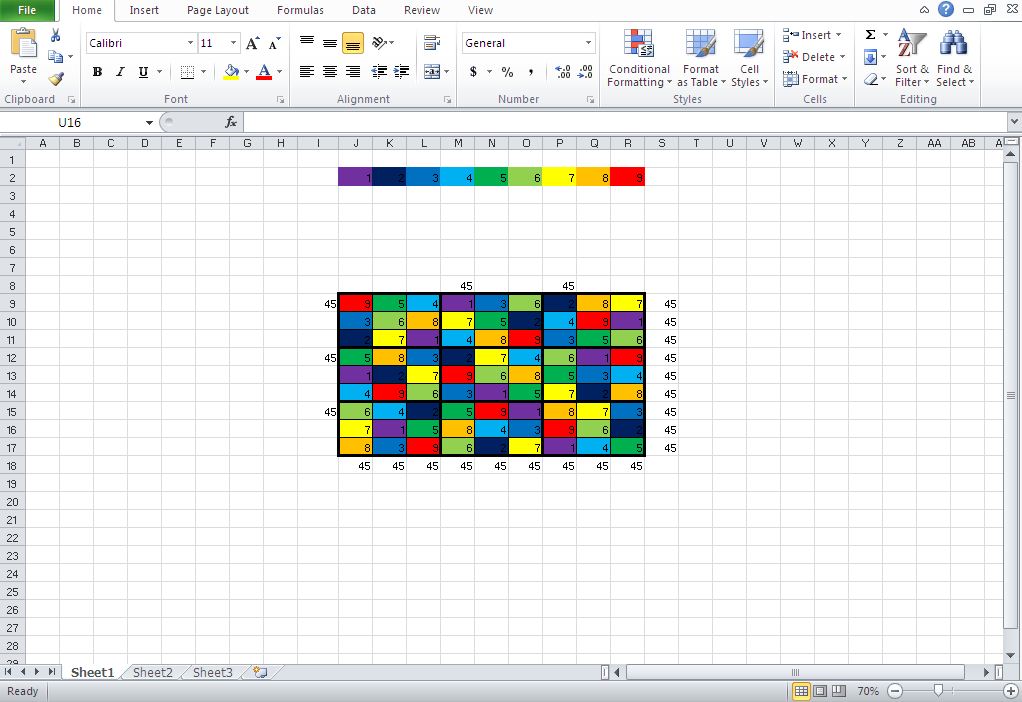 File Home Insert Page Layout Formulas Data Review View
Calibri 11 General
Paste B I U $ % , Conditional Formatting Format as Table Cell Styles Insert Delete Format Σ Sort & Filter Find & Select
Clipboard Font Alignment Number Styles Cells Editing
U16 fx
A B C D E F G H I J K L M N O P Q R S T U V W X Y Z AA AB A
1
2 1 2 3 4 5 6 7 8 9
3
4
5
6
7
8 45 45
9 45 9 5 4 1 3 6 2 8 7 45
10 3 6 8 7 5 2 4 9 1 45
11 2 7 1 4 8 9 3 5 6 45
12 45 5 8 3 2 7 4 6 1 9 45
13 1 2 7 9 6 8 5 3 4 45
14 4 9 6 3 1 5 7 2 8 45
15 45 6 4 2 5 9 1 8 7 3 45
16 7 1 5 8 4 3 9 6 2 45
17 8 3 9 6 2 7 1 4 5 45
18 45 45 45 45 45 45 45 45 45
19
20
21
22
23
24
25
26
27
28
29
Sheet1 Sheet2 Sheet3
Ready 70%